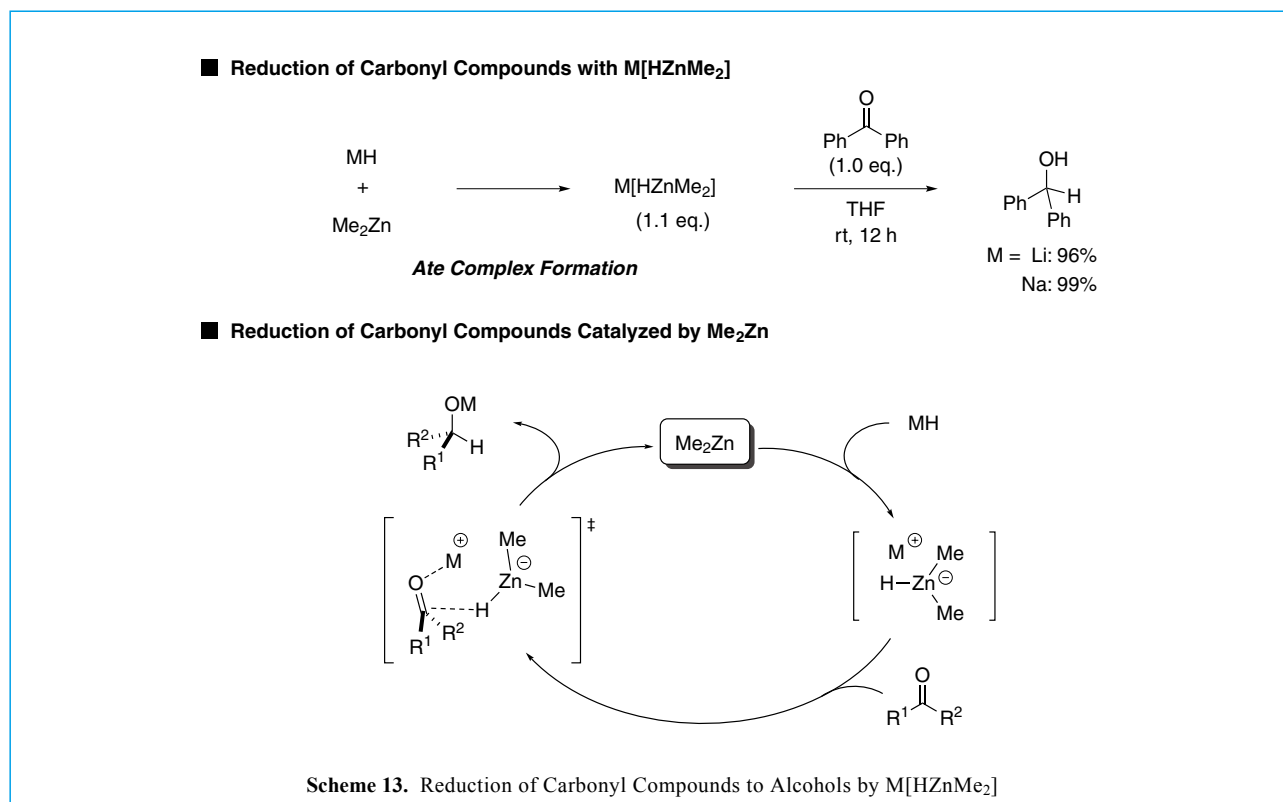 ■ Reduction of Carbonyl Compounds with M[HZnMe₂]
MH
+
Me₂Zn
M[HZnMe₂]
(1.1 eq.)
Ate Complex Formation
O
Ph Ph
(1.0 eq.)
THF
rt, 12 h
OH
Ph H
Ph
M = Li: 96%
Na: 99%
■ Reduction of Carbonyl Compounds Catalyzed by Me₂Zn
OM
R² H
R¹
Me₂Zn
MH
‡
Me
M ⊕
Zn ⊖
O
Me
H
R²
R¹
M ⊕
Me
H Zn ⊖
Me
O
R¹ R²
Scheme 13. Reduction of Carbonyl Compounds to Alcohols by M[HZnMe₂]